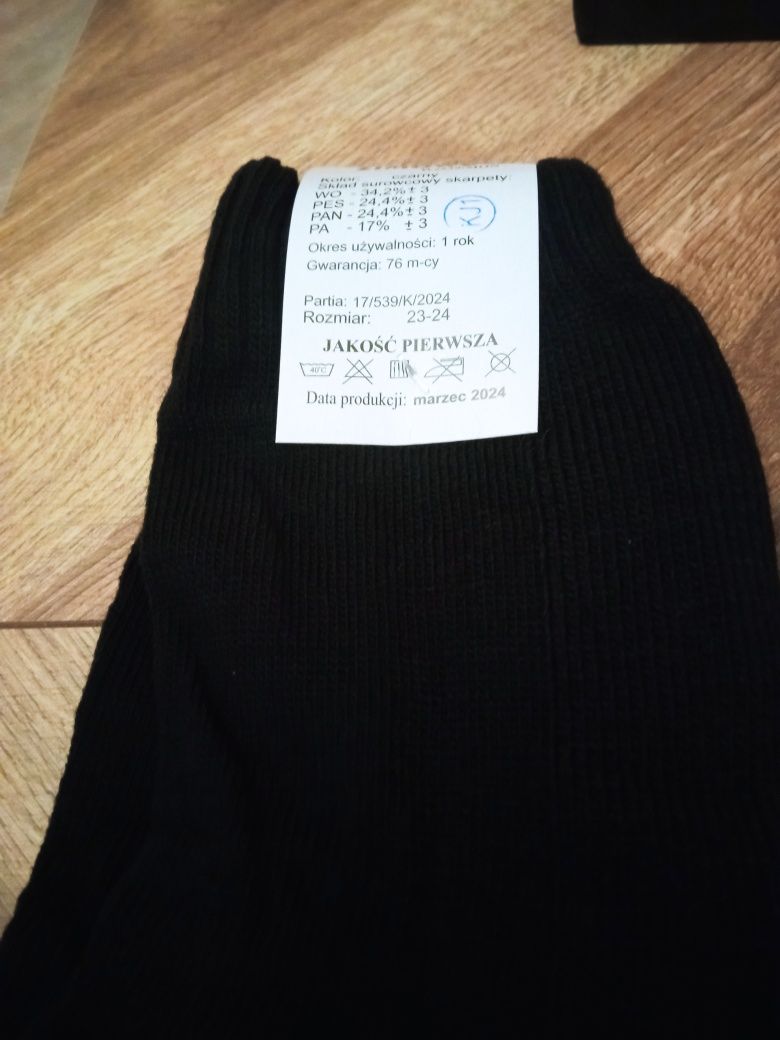 Kolor: czarny
Skład surowcowy skarpety:
WO - 34,2% ± 3
PES - 24,4% ± 3
PAN - 24,4% ± 3
PA - 17% ± 3
Okres używalności: 1 rok
Gwarancja: 76 m-cy
Partia: 17/539/K/2024
Rozmiar: 23-24
JAKOŚĆ PIERWSZA
40°C
Data produkcji: marzec 2024